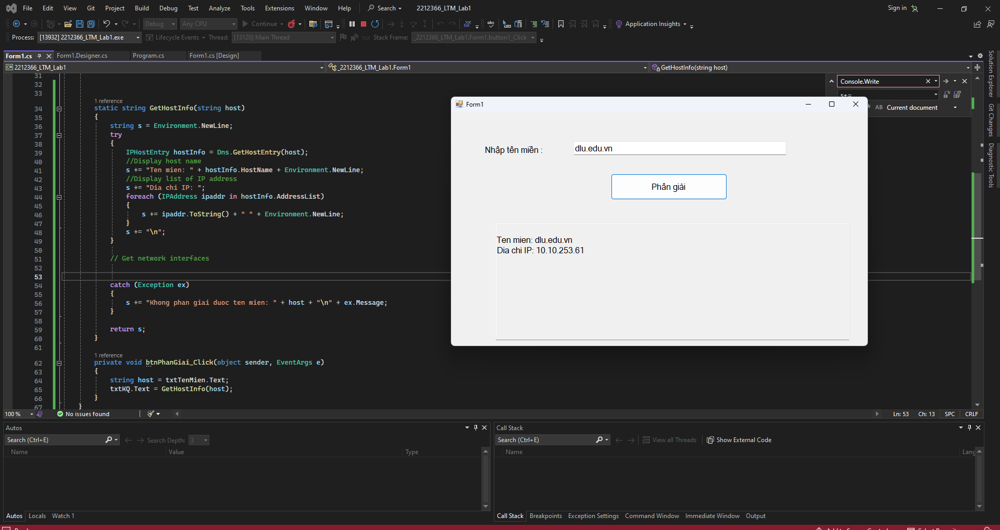 File Edit View Git Project Build Debug Test Analyze Tools Extensions Window Help Search 2212366_LTM_Lab1 Sign in
Debug Any CPU Continue Application Insights
Process: [13932] 2212366_LTM_Lab1.exe Lifecycle Events Thread: [13120] Main Thread Stack Frame: _2212366_LTM_Lab1.Form1.button1_Click
Form1.cs Form1.Designer.cs Program.cs Form1.cs [Design]
C# 2212366_LTM_Lab1 _2212366_LTM_Lab1.Form1 GetHostInfo(string host)
Console.Write
s+=
AB Current document
Solution Explorer
Git Changes
Diagnostic Tools
31
32
33
1 reference
34 static string GetHostInfo(string host)
35 {
36 string s = Environment.NewLine;
37 try
38 {
39 IPHostEntry hostInfo = Dns.GetHostEntry(host);
40 //Display host name
41 s += "Ten mien: " + hostInfo.HostName + Environment.NewLine;
42 //Display list of IP address
43 s += "Dia chi IP: ";
44 foreach (IPAddress ipaddr in hostInfo.AddressList)
45 {
46 s += ipaddr.ToString() + " " + Environment.NewLine;
47 }
48 s += "\n";
49 }
50
51 // Get network interfaces
52
53
54 catch (Exception ex)
55 {
56 s += "Khong phan giai duoc ten mien: " + host + "\n" + ex.Message;
57 }
58
59 return s;
60 }
61
1 reference
62 private void btnPhanGiai_Click(object sender, EventArgs e)
63 {
64 string host = txtTenMien.Text;
65 txtKQ.Text = GetHostInfo(host);
66 }
67 }
Form1
Nhập tên miền : dlu.edu.vn
Phân giải
Ten mien: dlu.edu.vn
Dia chi IP: 10.10.253.61
100 % No issues found Ln: 53 Ch: 13 SPC CRLF
Autos
Search (Ctrl+E) Search Depth: 3
Name Value Type
Autos Locals Watch 1
Call Stack
Search (Ctrl+E) View all Threads Show External Code
Name Lang
Call Stack Breakpoints Exception Settings Command Window Immediate Window Output